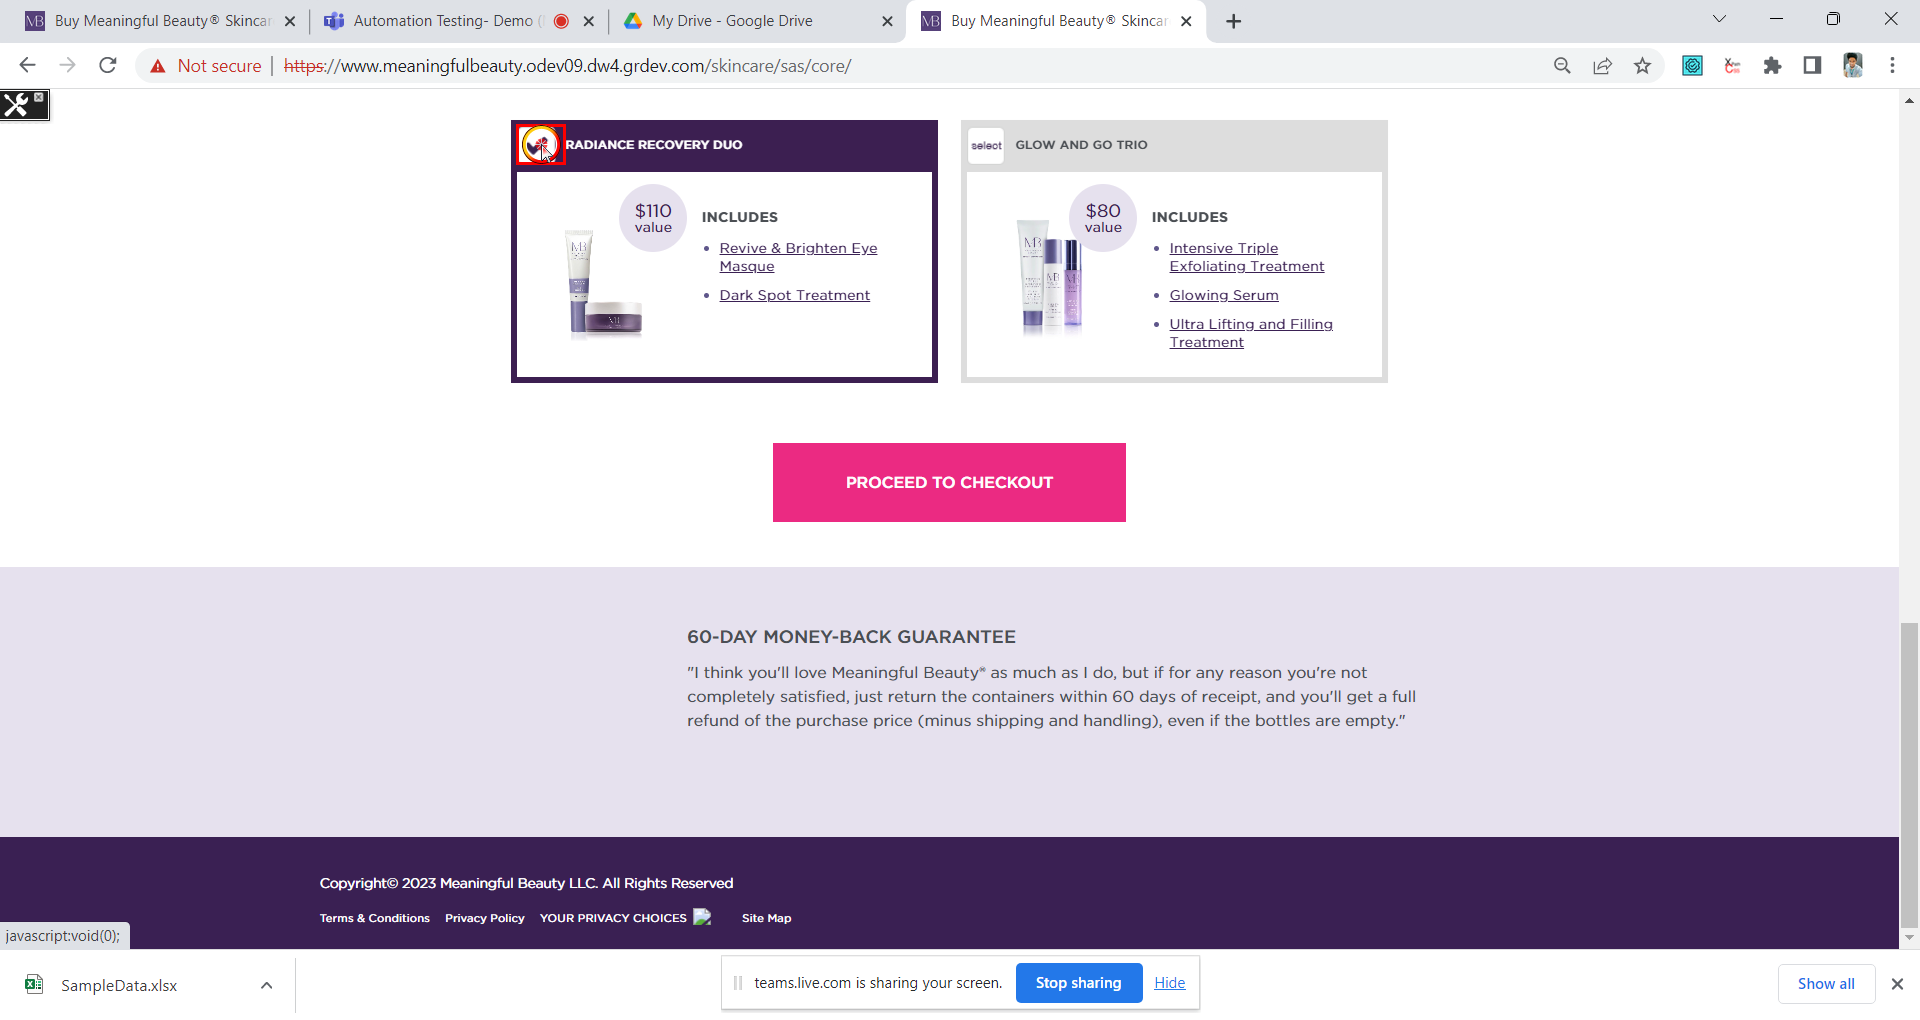 Buy Meaningful Beauty® Skincar
Automation Testing- Demo (
My Drive - Google Drive
Buy Meaningful Beauty® Skincar
Not secure
https://www.meaningfulbeauty.odev09.dw4.grdev.com/skincare/sas/core/
RADIANCE RECOVERY DUO
$110
value
INCLUDES
• Revive & Brighten Eye
Masque
• Dark Spot Treatment
select
GLOW AND GO TRIO
$80
value
INCLUDES
• Intensive Triple
Exfoliating Treatment
• Glowing Serum
• Ultra Lifting and Filling
Treatment
PROCEED TO CHECKOUT
60-DAY MONEY-BACK GUARANTEE
"I think you'll love Meaningful Beauty® as much as I do, but if for any reason you're not
completely satisfied, just return the containers within 60 days of receipt, and you'll get a full
refund of the purchase price (minus shipping and handling), even if the bottles are empty."
Copyright© 2023 Meaningful Beauty LLC. All Rights Reserved
Terms & Conditions Privacy Policy YOUR PRIVACY CHOICES Site Map
javascript:void(0);
SampleData.xlsx
teams.live.com is sharing your screen.
Stop sharing
Hide
Show all